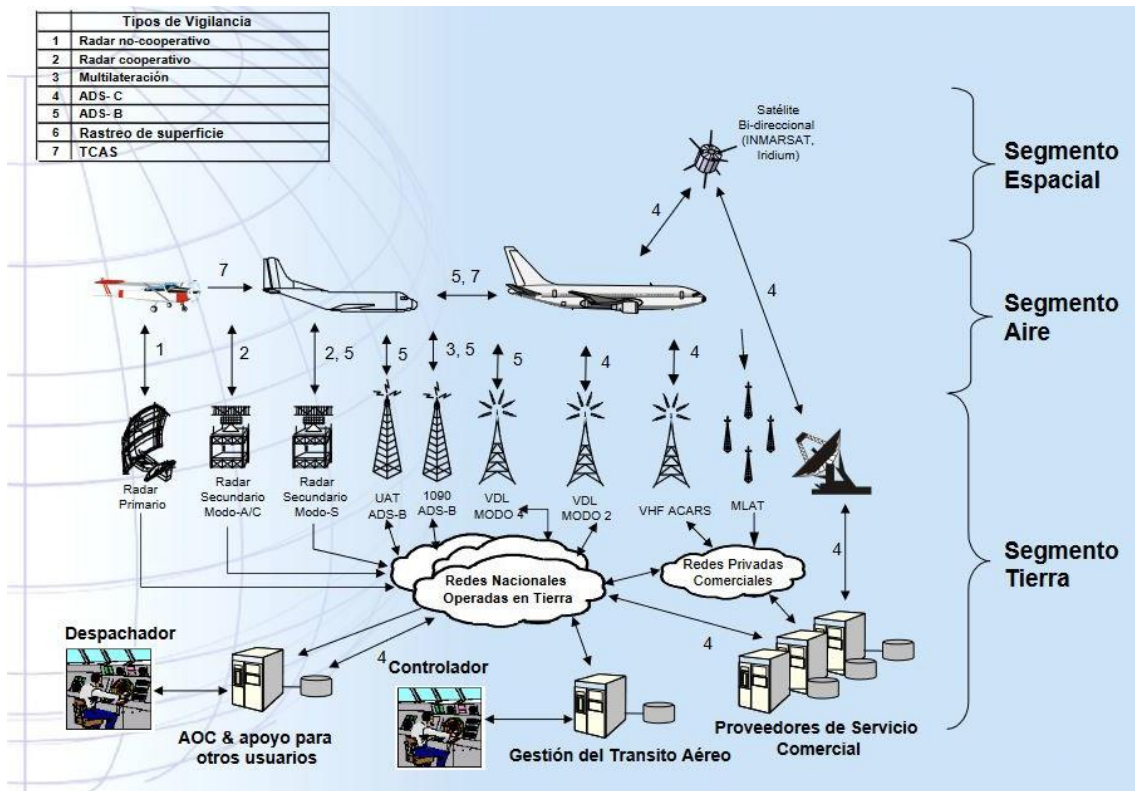 Tipos de Vigilancia
1 Radar no-cooperativo
2 Radar cooperativo
3 Multilateración
4 ADS- C
5 ADS- B
6 Rastreo de superficie
7 TCAS
Satélite
Bi-direccional
(INMARSAT,
Iridium)
Segmento
Espacial
4
4
7
5, 7
Segmento
Aire
1
2
2, 5
5
3, 5
5
4
4
Radar
Primario
Radar
Secundario
Modo-A/C
Radar
Secundario
Modo-S
UAT
ADS-B
1090
ADS-B
VDL
MODO 4
VDL
MODO 2
VHF ACARS
MLAT
4
Segmento
Tierra
Redes Nacionales
Operadas en Tierra
Redes Privadas
Comerciales
Despachador
4
Controlador
4
AOC & apoyo para
otros usuarios
Gestión del Transito Aéreo
Proveedores de Servicio
Comercial